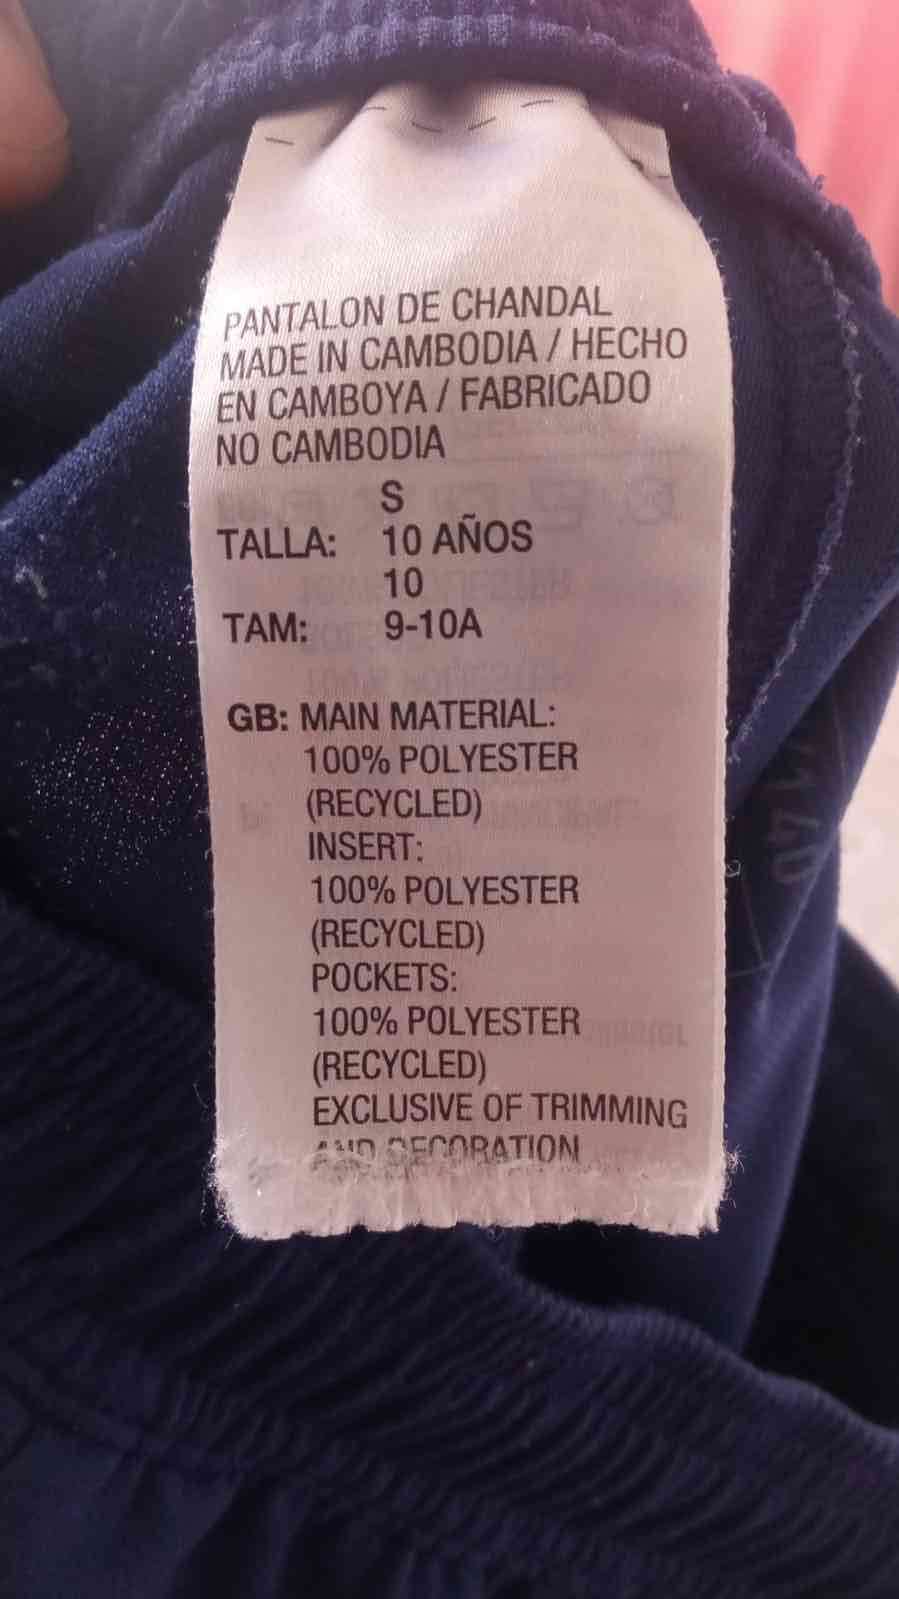 PANTALON DE CHANDAL
MADE IN CAMBODIA / HECHO
EN CAMBOYA / FABRICADO
NO CAMBODIA
S
TALLA: 10 AÑOS
10
TAM: 9-10A
GB: MAIN MATERIAL:
100% POLYESTER
(RECYCLED)
INSERT:
100% POLYESTER
(RECYCLED)
POCKETS:
100% POLYESTER
(RECYCLED)
EXCLUSIVE OF TRIMMING
AND DECORATION